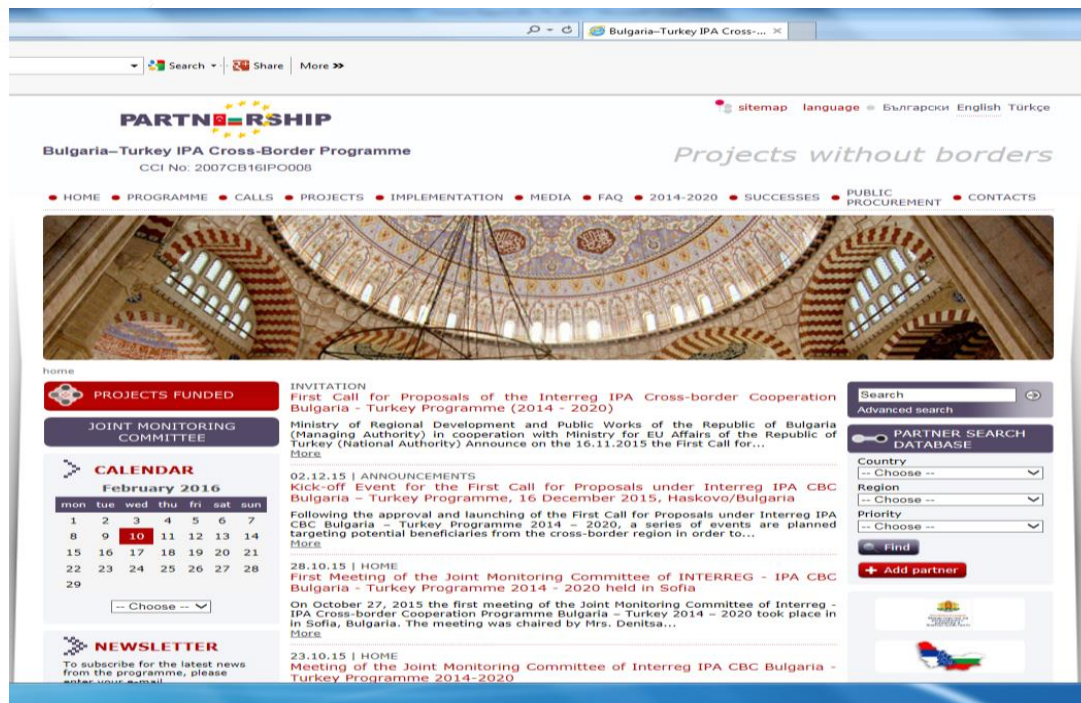 Bulgaria–Turkey IPA Cross-... ×
Search
Share
More »
sitemap language Български English Türkçe
PARTNERSHIP
Bulgaria–Turkey IPA Cross-Border Programme
CCI No: 2007CB16IPO008
Projects without borders
HOME PROGRAMME CALLS PROJECTS IMPLEMENTATION MEDIA FAQ 2014-2020 SUCCESSES PUBLIC PROCUREMENT CONTACTS
home
PROJECTS FUNDED
JOINT MONITORING
COMMITTEE
CALENDAR
February 2016
mon tue wed thu fri sat sun
1 2 3 4 5 6 7
8 9 10 11 12 13 14
15 16 17 18 19 20 21
22 23 24 25 26 27 28
29
-- Choose --
NEWSLETTER
To subscribe for the latest news
from the programme, please
enter your e-mail
INVITATION
First Call for Proposals of the Interreg IPA Cross-border Cooperation
Bulgaria - Turkey Programme (2014 - 2020)
Ministry of Regional Development and Public Works of the Republic of Bulgaria
(Managing Authority) in cooperation with Ministry for EU Affairs of the Republic of
Turkey (National Authority) Announce on the 16.11.2015 the First Call for...
More
02.12.15 | ANNOUNCEMENTS
Kick-off Event for the First Call for Proposals under Interreg IPA CBC
Bulgaria – Turkey Programme, 16 December 2015, Haskovo/Bulgaria
Following the approval and launching of the First Call for Proposals under Interreg IPA
CBC Bulgaria – Turkey Programme 2014 – 2020, a series of events are planned
targeting potential beneficiaries from the cross-border region in order to...
More
28.10.15 | HOME
First Meeting of the Joint Monitoring Committee of INTERREG - IPA CBC
Bulgaria - Turkey Programme 2014 - 2020 held in Sofia
On October 27, 2015 the first meeting of the Joint Monitoring Committee of Interreg -
IPA Cross-border Cooperation Programme Bulgaria – Turkey 2014 – 2020 took place in
in Sofia, Bulgaria. The meeting was chaired by Mrs. Denitsa...
More
23.10.15 | HOME
Meeting of the Joint Monitoring Committee of Interreg IPA CBC Bulgaria -
Turkey Programme 2014-2020
Search
Advanced search
PARTNER SEARCH
DATABASE
Country
-- Choose --
Region
-- Choose --
Priority
-- Choose --
Find
Add partner